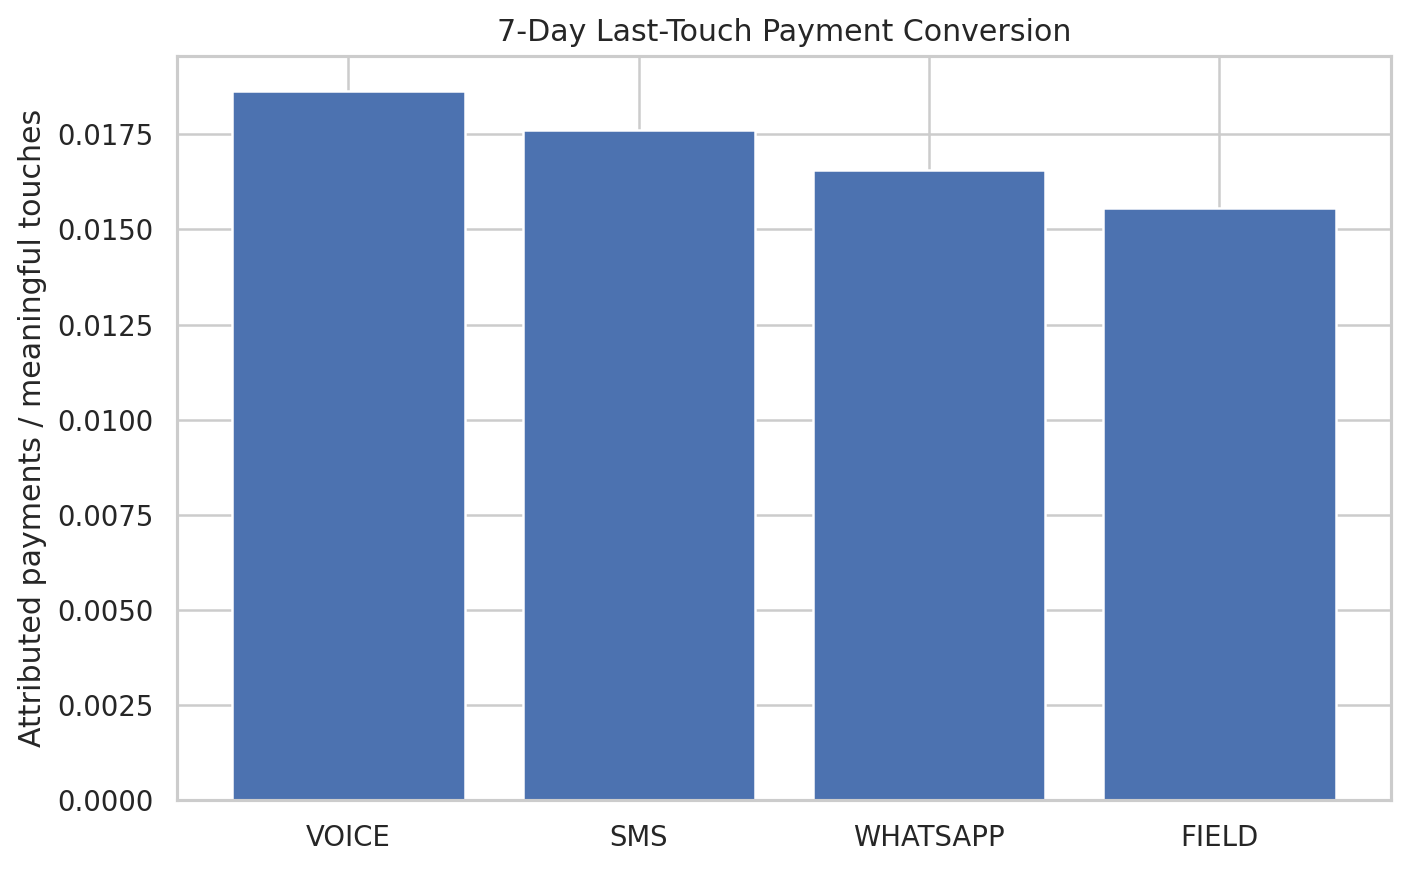 7-Day Last-Touch Payment Conversion
Attributed payments / meaningful touches
0.0175
0.0150
0.0125
0.0100
0.0075
0.0050
0.0025
0.0000
VOICE
SMS
WHATSAPP
FIELD